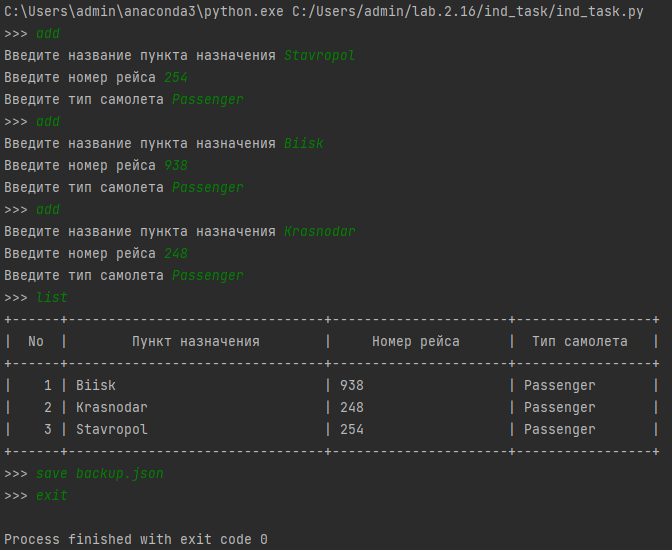 C:\Users\admin\anaconda3\python.exe C:/Users/admin/lab.2.16/ind_task/ind_task.py
>>> add
Введите название пункта назначения Stavropol
Введите номер рейса 254
Введите тип самолета Passenger
>>> add
Введите название пункта назначения Biisk
Введите номер рейса 938
Введите тип самолета Passenger
>>> add
Введите название пункта назначения Krasnodar
Введите номер рейса 248
Введите тип самолета Passenger
>>> list
+------+--------------------------------+----------------------+-----------------+
|  No  |        Пункт назначения        |     Номер рейса      |  Тип самолета   |
+------+--------------------------------+----------------------+-----------------+
|    1 | Biisk                          | 938                  | Passenger       |
|    2 | Krasnodar                      | 248                  | Passenger       |
|    3 | Stavropol                      | 254                  | Passenger       |
+------+--------------------------------+----------------------+-----------------+
>>> save backup.json
>>> exit
Process finished with exit code 0